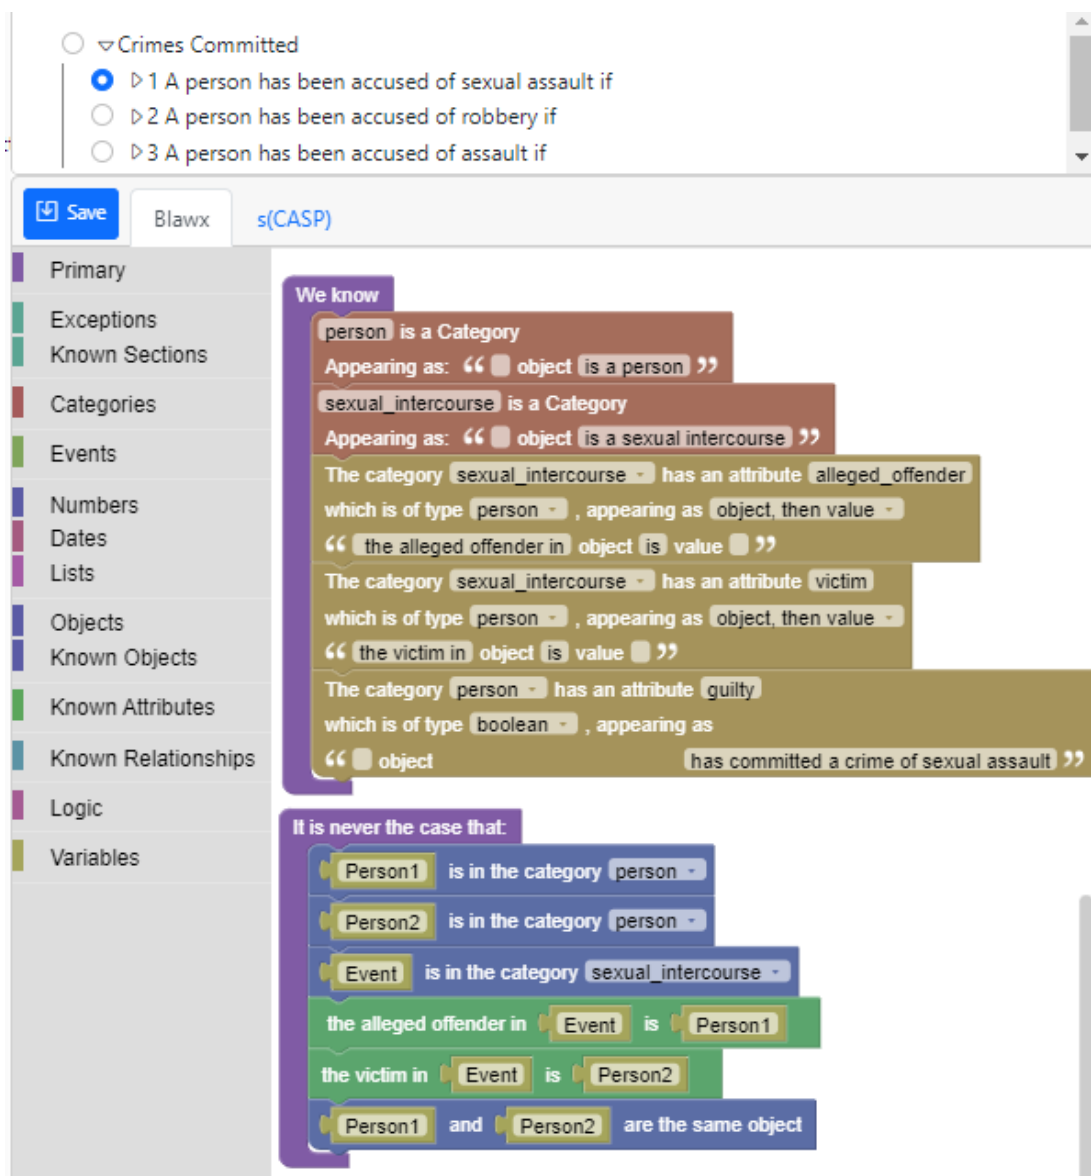 Crimes Committed
1 A person has been accused of sexual assault if
2 A person has been accused of robbery if
3 A person has been accused of assault if
Save
Blawx
s(CASP)
Primary
Exceptions
Known Sections
Categories
Events
Numbers
Dates
Lists
Objects
Known Objects
Known Attributes
Known Relationships
Logic
Variables
We know
person is a Category
Appearing as: “ object is a person ”
sexual_intercourse is a Category
Appearing as: “ object is a sexual intercourse ”
The category sexual_intercourse has an attribute alleged_offender
which is of type person , appearing as object, then value
“ the alleged offender in object is value ”
The category sexual_intercourse has an attribute victim
which is of type person , appearing as object, then value
“ the victim in object is value ”
The category person has an attribute guilty
which is of type boolean , appearing as
“ object has committed a crime of sexual assault ”
It is never the case that:
Person1 is in the category person
Person2 is in the category person
Event is in the category sexual_intercourse
the alleged offender in Event is Person1
the victim in Event is Person2
Person1 and Person2 are the same object